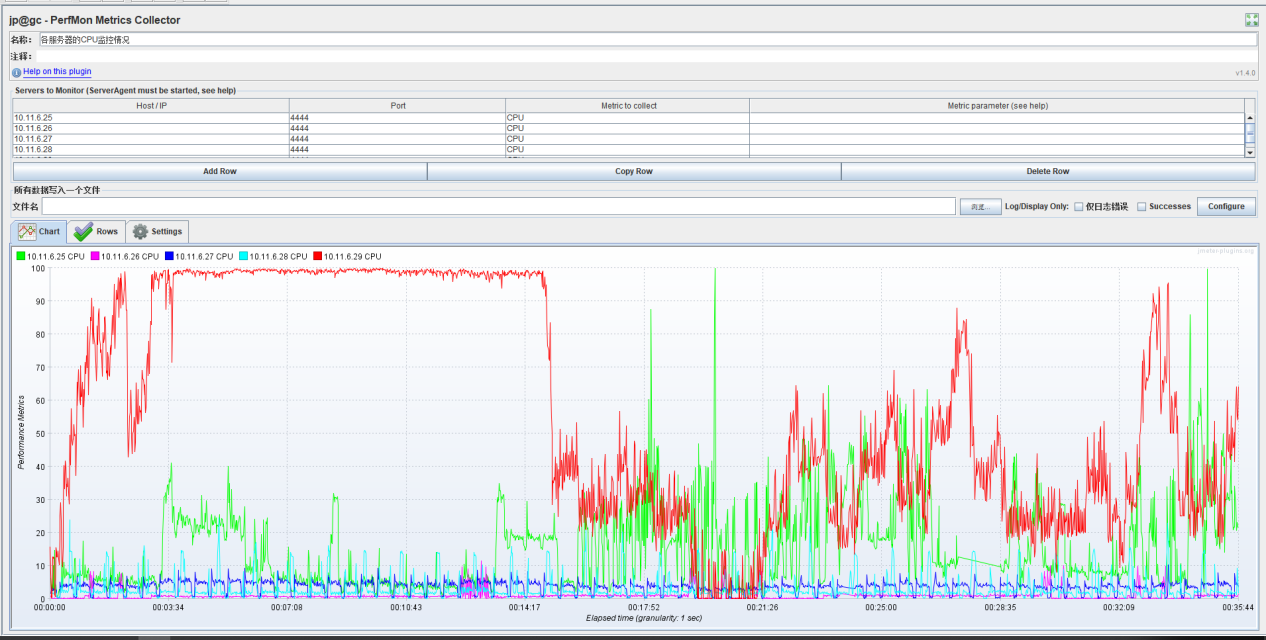 jp@gc - PerfMon Metrics Collector
名称： 各服务器的CPU监控情况
注释：
Help on this plugin
v1.4.0
Servers to Monitor (ServerAgent must be started, see help)
Host / IP Port Metric to collect Metric parameter (see help)
10.11.6.25 4444 CPU
10.11.6.26 4444 CPU
10.11.6.27 4444 CPU
10.11.6.28 4444 CPU
Add Row Copy Row Delete Row
所有数据写入一个文件
文件名 浏览... Log/Display Only: 仅日志错误 Successes Configure
Chart Rows Settings
10.11.6.25 CPU 10.11.6.26 CPU 10.11.6.27 CPU 10.11.6.28 CPU 10.11.6.29 CPU
jmeter-plugins.org
100
90
80
70
60
50
40
30
20
10
0
Performance Metrics
00:00:00 00:03:34 00:07:08 00:10:43 00:14:17 00:17:52 00:21:26 00:25:00 00:28:35 00:32:09 00:35:44
Elapsed time (granularity: 1 sec)